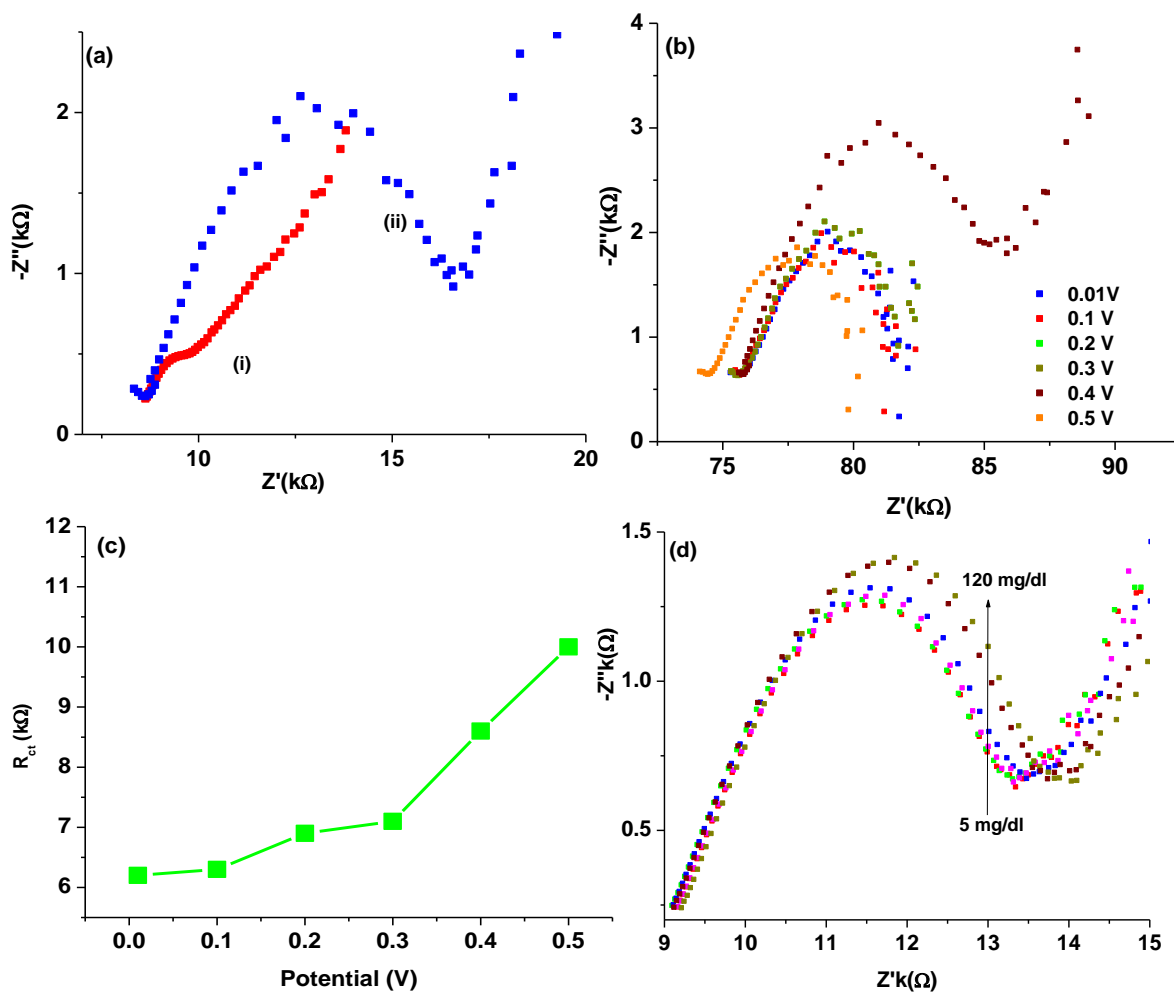 (a)
2
1
0
-Z''(kΩ)
(i)
(ii)
10
15
20
Z'(kΩ)
(b)
4
3
2
1
0
-Z''(kΩ)
0.01V
0.1 V
0.2 V
0.3 V
0.4 V
0.5 V
75
80
85
90
Z'(kΩ)
(c)
12
11
10
9
8
7
6
Rct (kΩ)
0.0
0.1
0.2
0.3
0.4
0.5
Potential (V)
(d)
1.5
1.0
0.5
-Z''k(Ω)
120 mg/dl
5 mg/dl
9
10
11
12
13
14
15
Z'k(Ω)